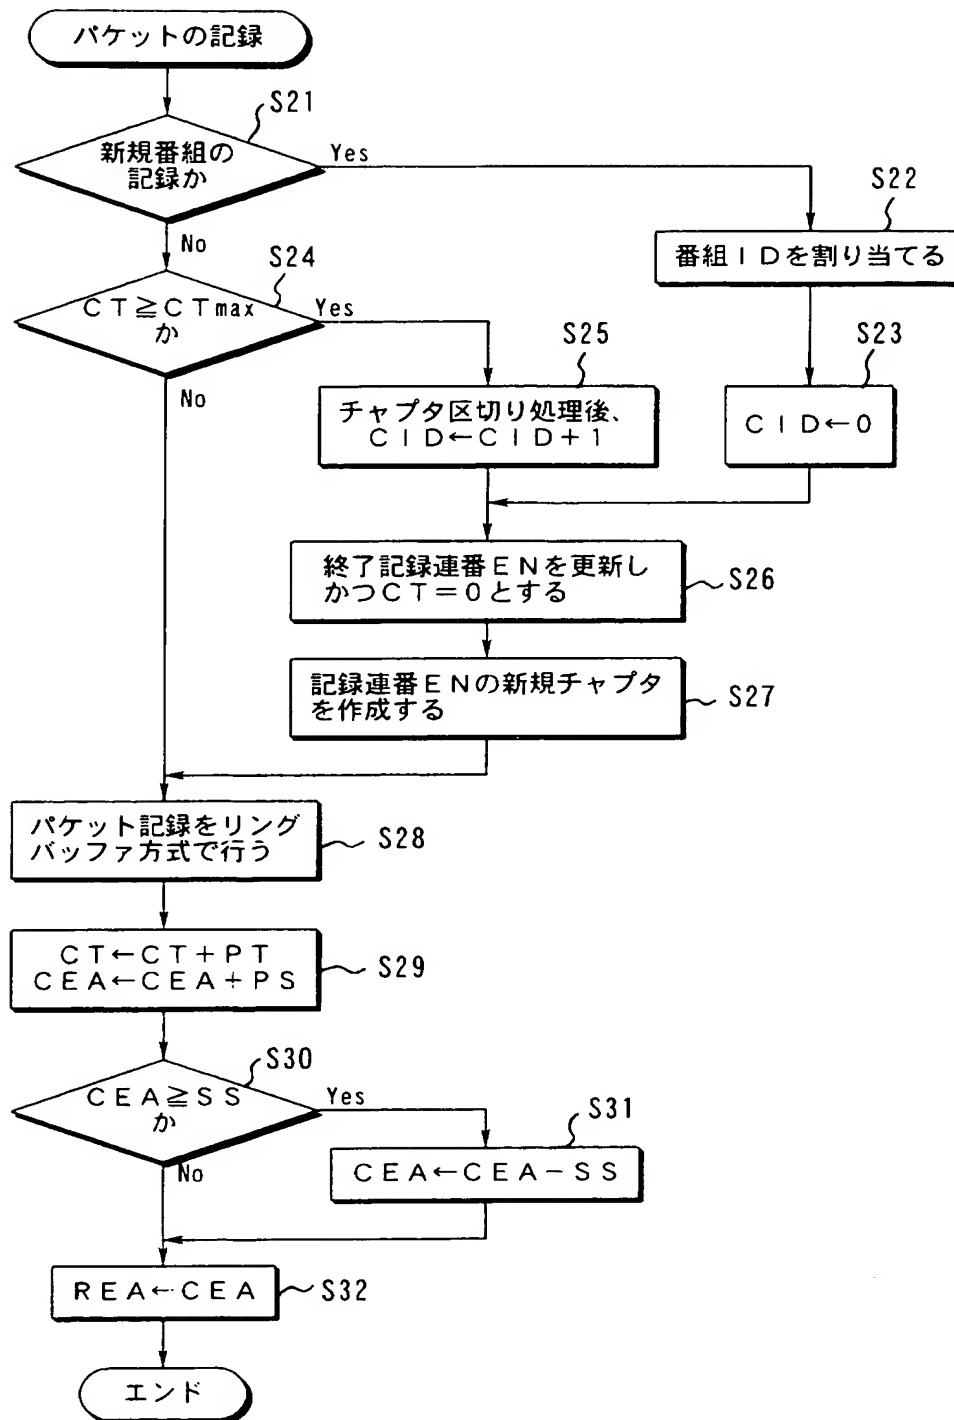 パケットの記録
S21
新規番組の
記録か
Yes
No
S22
番組ＩＤを割り当てる
S24
ＣＴ≧ＣＴmax
か
Yes
No
S23
ＣＩＤ←０
S25
チャプタ区切り処理後、
ＣＩＤ←ＣＩＤ＋１
終了記録連番ＥＮを更新し
かつＣＴ＝０とする
S26
記録連番ＥＮの新規チャプタ
を作成する
S27
パケット記録をリング
バッファ方式で行う
S28
ＣＴ←ＣＴ＋ＰＴ
ＣＥＡ←ＣＥＡ＋ＰＳ
S29
S30
ＣＥＡ≧ＳＳ
か
Yes
No
S31
ＣＥＡ←ＣＥＡ－ＳＳ
ＲＥＡ←ＣＥＡ
S32
エンド